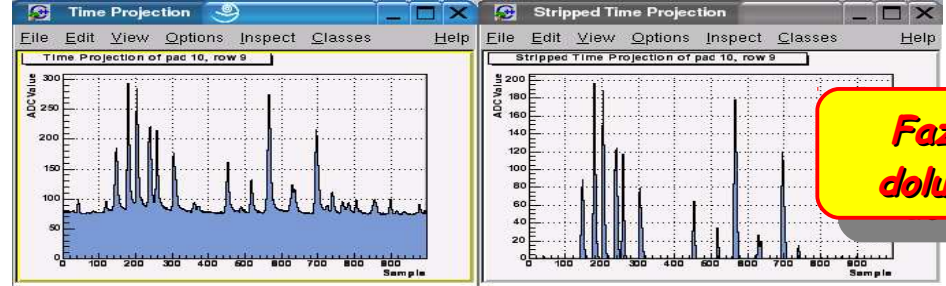 Time Projection
File Edit View Options Inspect Classes Help
Time Projection of pad 10, row 9
ADC Value
300
250
200
150
100
50
0
0 100 200 300 400 500 600 700 800 900
Sample
Stripped Time Projection
File Edit View Options Inspect Classes Help
Stripped Time Projection of pad 10, row 9
ADC Value
200
180
160
140
120
100
80
60
40
20
0
0 100 200 300 400 500 600 700 800 900
Sample